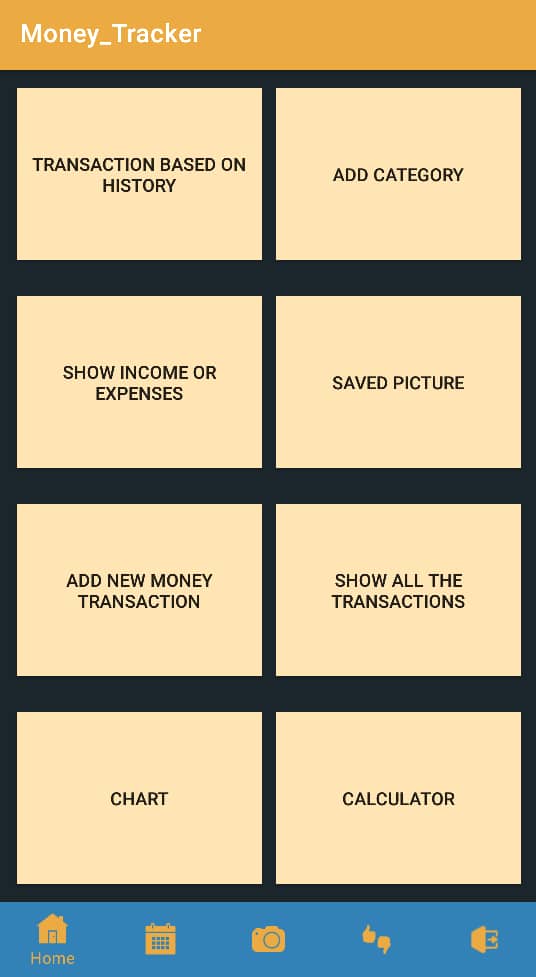 Money_Tracker
TRANSACTION BASED ON
HISTORY
ADD CATEGORY
SHOW INCOME OR
EXPENSES
SAVED PICTURE
ADD NEW MONEY
TRANSACTION
SHOW ALL THE
TRANSACTIONS
CHART
CALCULATOR
Home